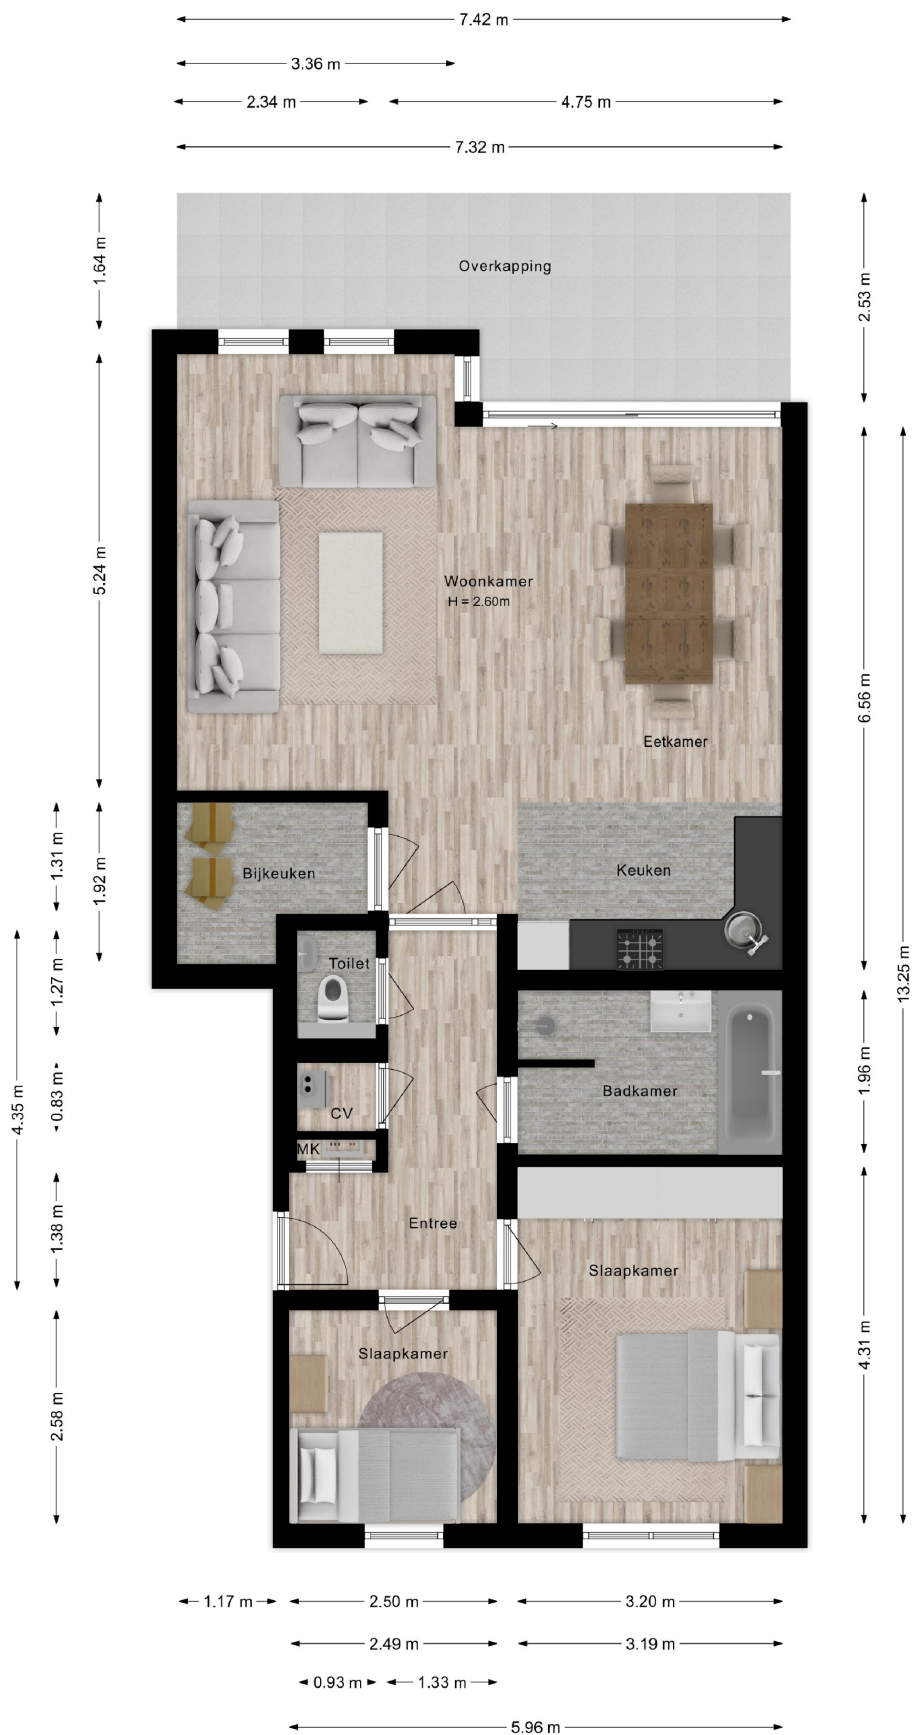 7.42 m
3.36 m
2.34 m
4.75 m
7.32 m
1.64 m
2.53 m
Overkapping
5.24 m
Woonkamer
H = 2.60m
6.56 m
Eetkamer
1.31 m
1.92 m
Bijkeuken
Keuken
1.27 m
Toilet
13.25 m
4.35 m
0.83 m
CV
Badkamer
1.96 m
MK
1.38 m
Entree
Slaapkamer
4.31 m
Slaapkamer
2.58 m
1.17 m
2.50 m
3.20 m
2.49 m
3.19 m
0.93 m
1.33 m
5.96 m